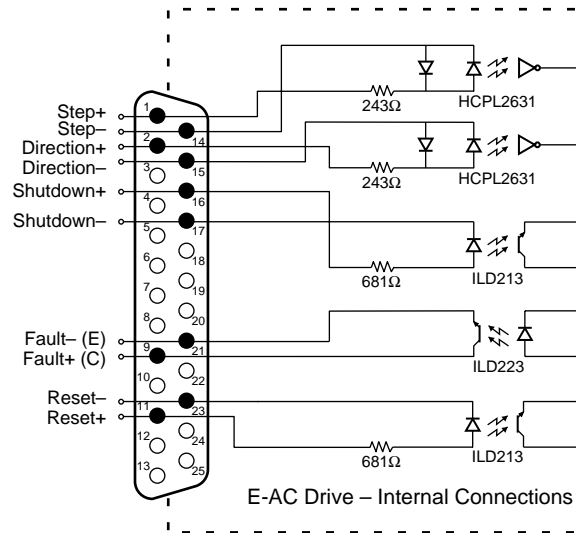 Step+
Step–
Direction+
Direction–
Shutdown+
Shutdown–
Fault– (E)
Fault+ (C)
Reset–
Reset+
1
2
3
4
5
6
7
8
9
10
11
12
13
14
15
16
17
18
19
20
21
22
23
24
25
243Ω
HCPL2631
243Ω
HCPL2631
681Ω
ILD213
ILD223
681Ω
ILD213
E-AC Drive – Internal Connections